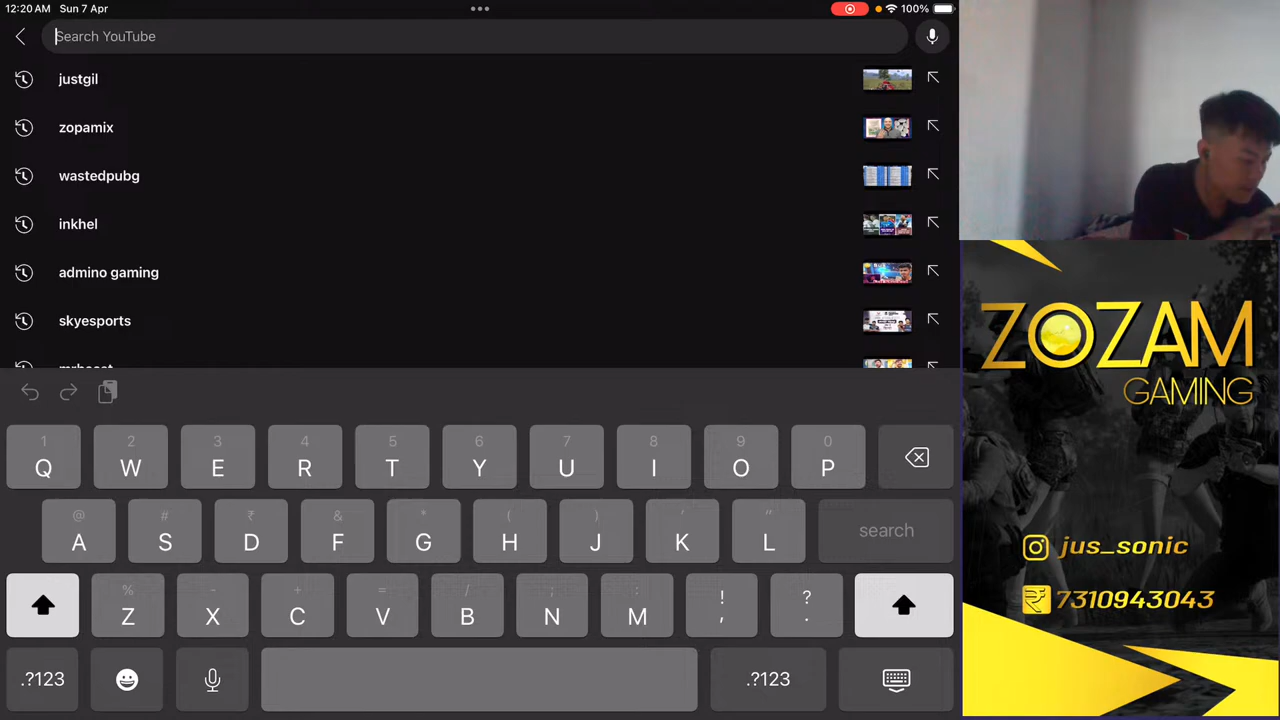 12:20 AM Sun 7 Apr
100%
Search YouTube
justgil
zopamix
wastedpubg
inkhel
admino gaming
skyesports
mrbeast
1 2 3 4 5 6 7 8 9 0
Q W E R T Y U I O P
@ # ₹ & * ( ) ' "
A S D F G H J K L search
% - + = / ; : ! ?
Z X C V B N M , .
.?123 .?123
ZOZAM
GAMING
jus_sonic
₹ 7310943043